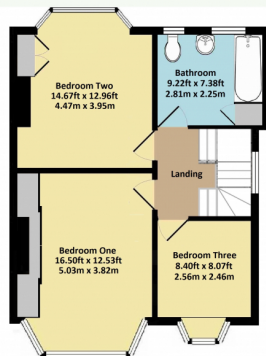 Bedroom Two
14.67ft x 12.96ft
4.47m x 3.95m
Bathroom
9.22ft x 7.38ft
2.81m x 2.25m
Landing
Bedroom One
16.50ft x 12.53ft
5.03m x 3.82m
Bedroom Three
8.40ft x 8.07ft
2.56m x 2.46m